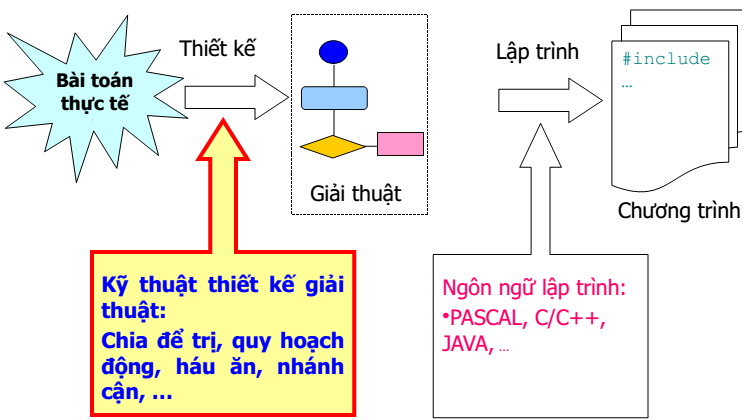 Thiết kế
Lập trình
Bài toán
thực tế
#include
…
Giải thuật
Chương trình
Kỹ thuật thiết kế giải
thuật:
Chia để trị, quy hoạch
động, háu ăn, nhánh
cận, …
Ngôn ngữ lập trình:
•PASCAL, C/C++,
JAVA, …